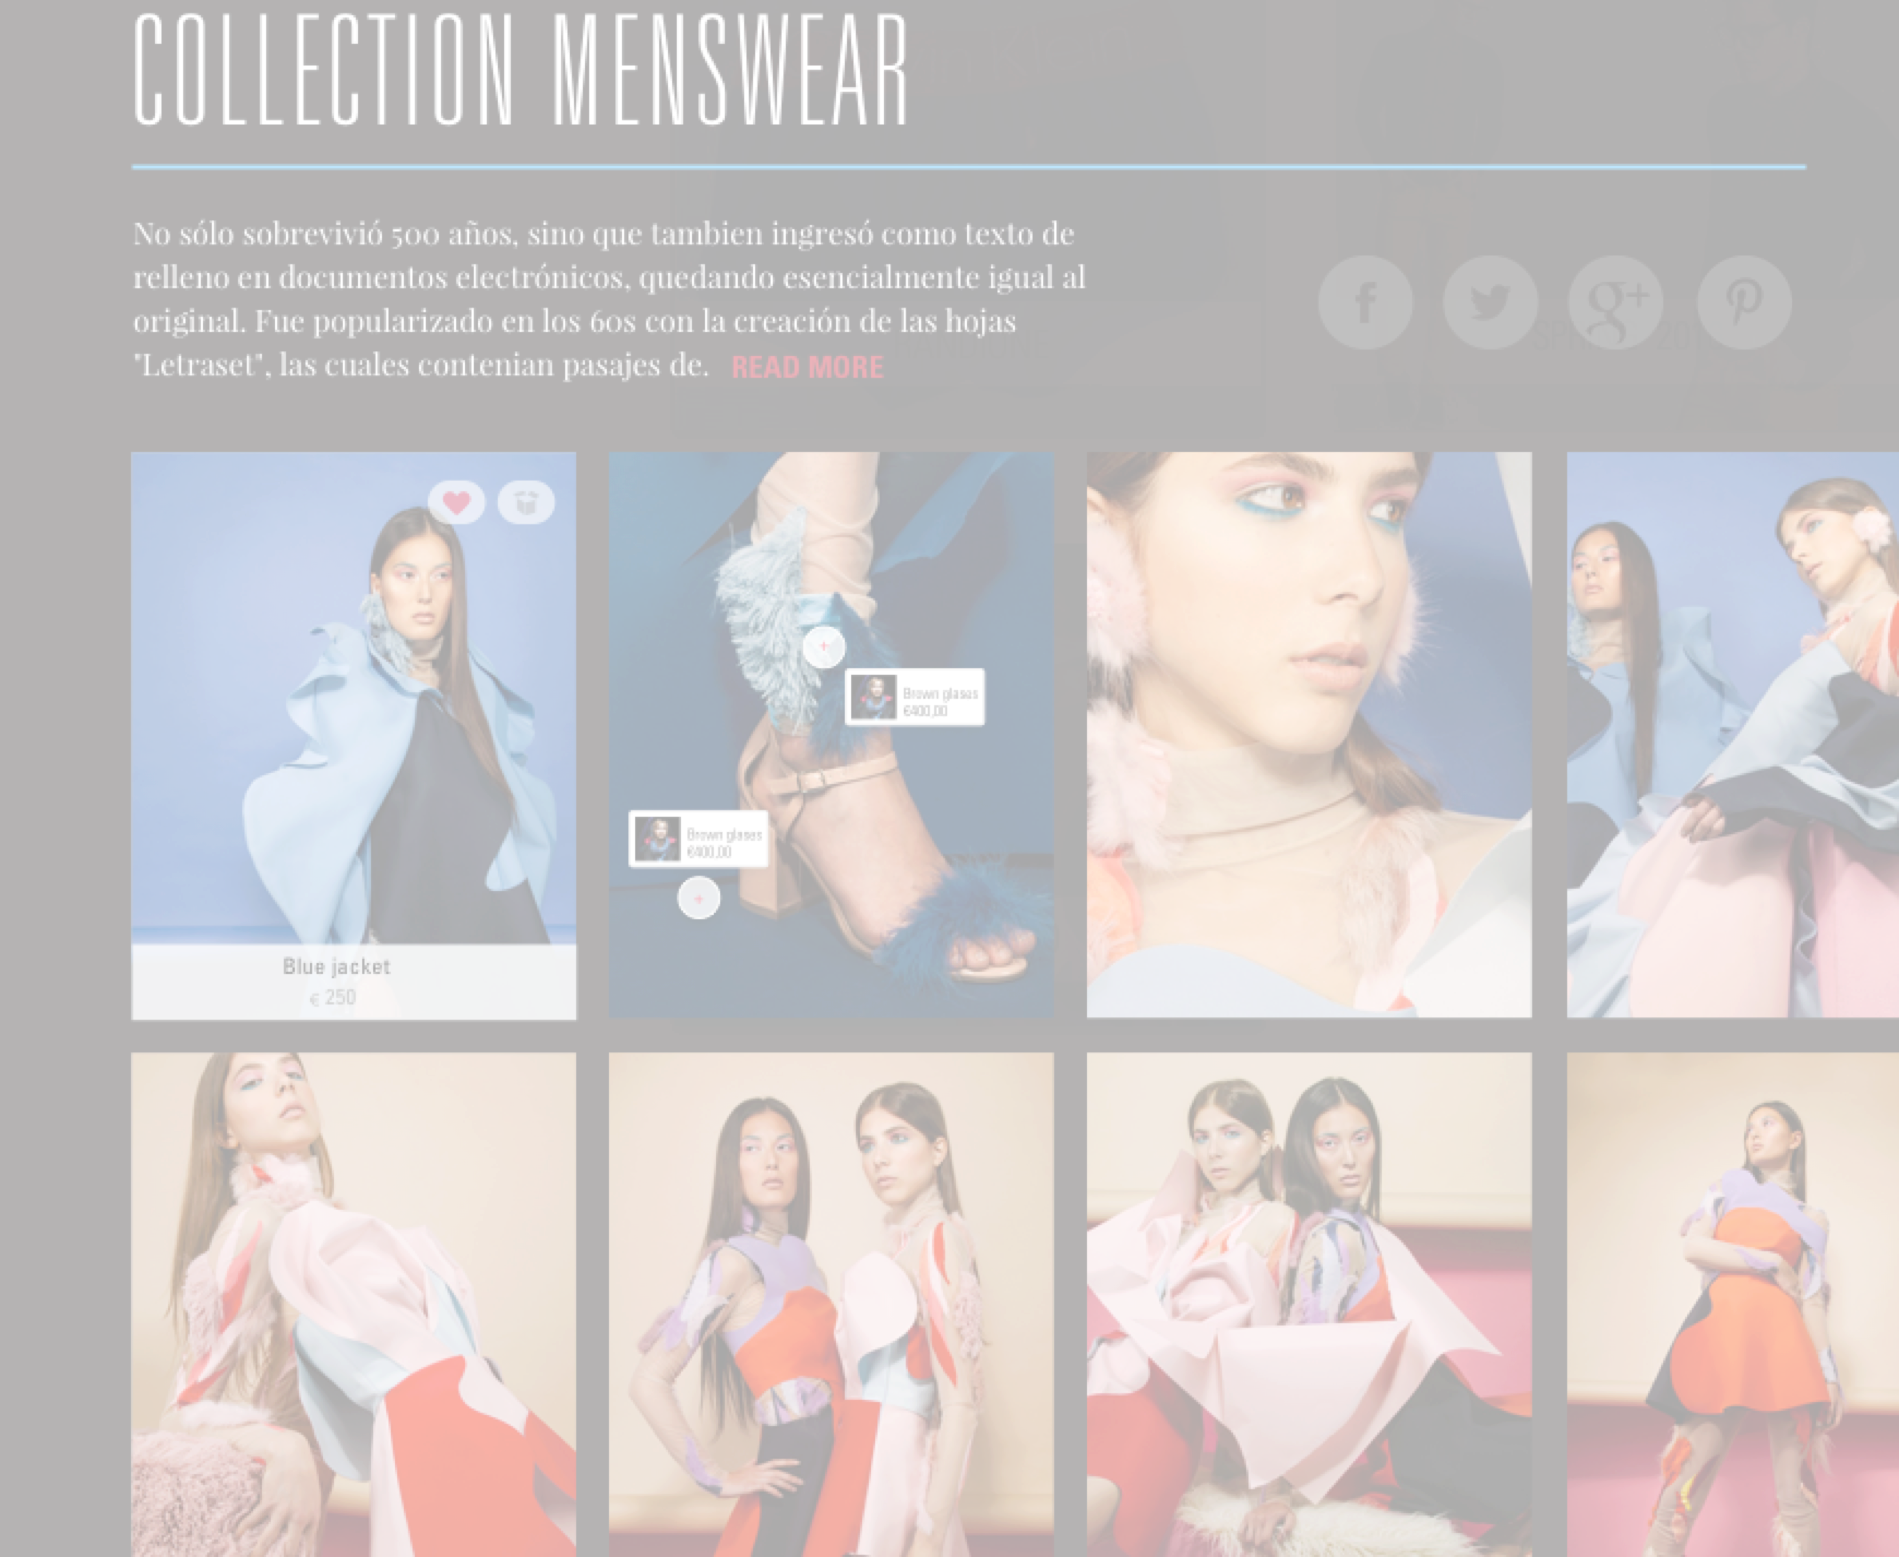 COLLECTION MENSWEAR
No sólo sobrevivió 500 años, sino que tambien ingresó como texto de
relleno en documentos electrónicos, quedando esencialmente igual al
original. Fue popularizado en los 60s con la creación de las hojas
"Letraset", las cuales contenian pasajes de. READ MORE
f g+
Brown glases
€400,00
Brown glases
€400,00
Blue jacket
€ 250